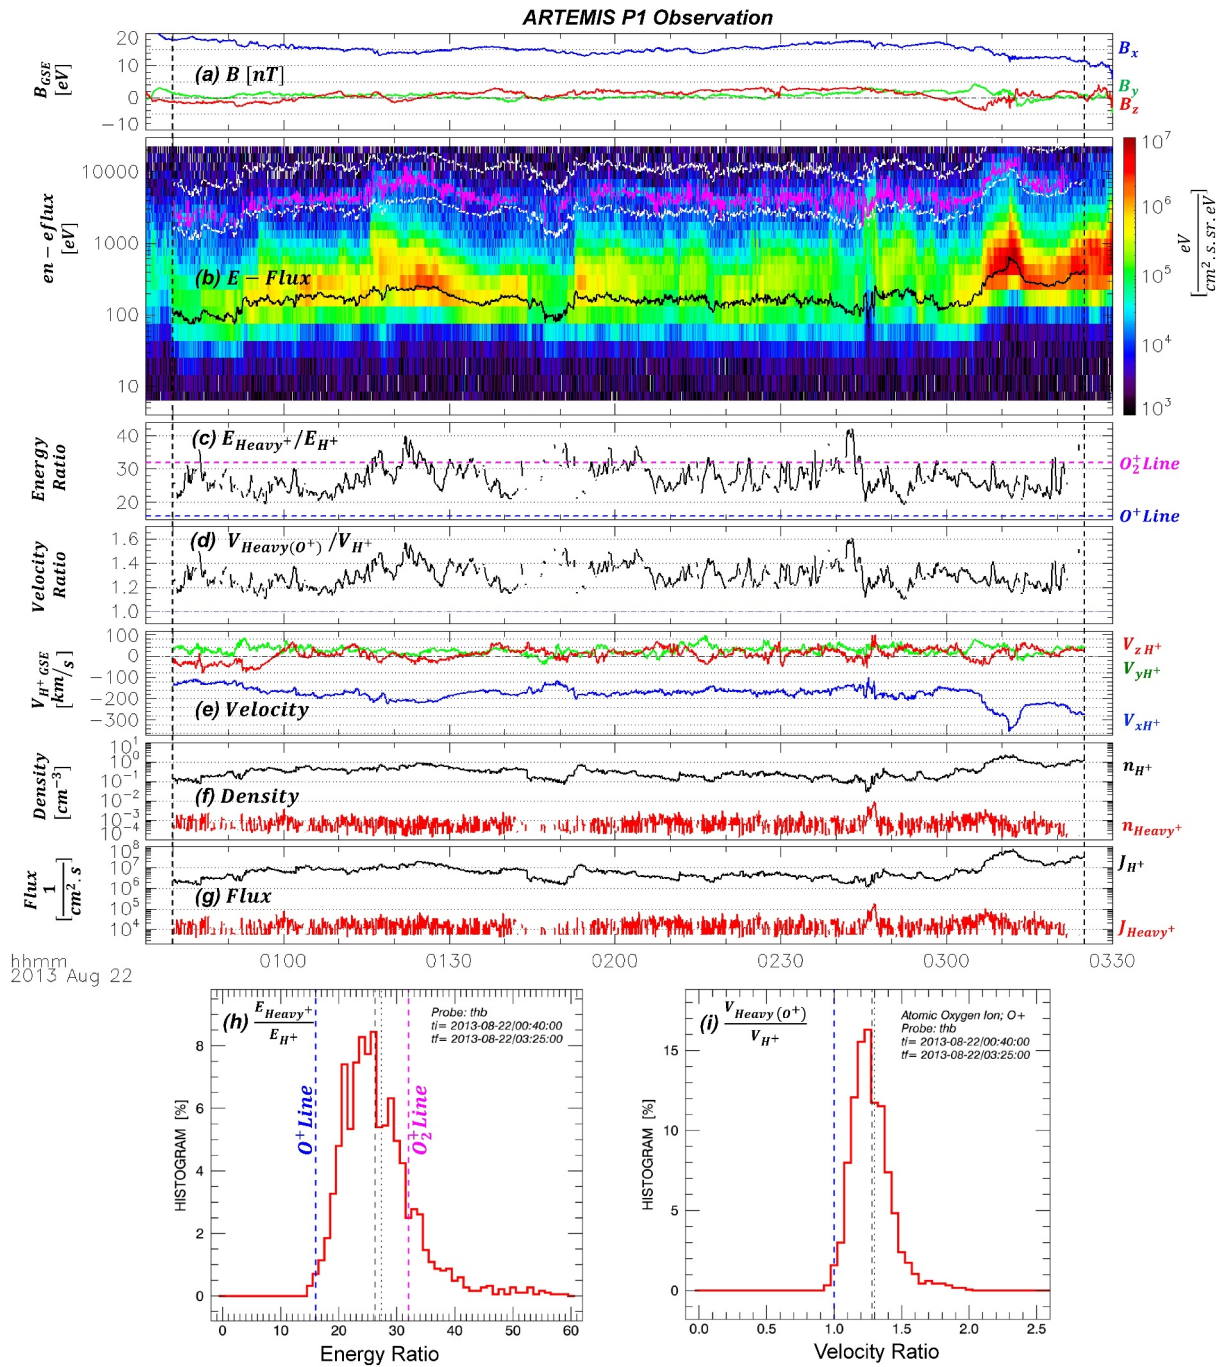 ARTEMIS P1 Observation
B_GSE [eV]
20
10
0
−10
(a) B [nT]
B_x
B_y
B_z
en−eflux [eV]
10000
1000
100
10
(b) E − Flux
10^7
10^6
10^5
10^4
10^3
[eV / cm^2.s.sr.eV]
Energy Ratio
40
30
20
(c) E_Heavy+/E_H+
O_2^+ Line
O^+ Line
Velocity Ratio
1.6
1.4
1.2
1.0
(d) V_Heavy(O+)/V_H+
V_H+ GSE [km/s]
100
0
−100
−200
−300
(e) Velocity
V_zH+
V_yH+
V_xH+
Density [cm^−3]
10^1
10^0
10^−1
10^−2
10^−3
10^−4
(f) Density
n_H+
n_Heavy+
Flux [1 / cm^2.s]
10^8
10^7
10^6
10^5
10^4
(g) Flux
J_H+
J_Heavy+
hhmm
2013 Aug 22
0100 0130 0200 0230 0300 0330
(h) E_Heavy+ / E_H+
Probe: thb
ti= 2013-08-22/00:40:00
tf= 2013-08-22/03:25:00
O^+ Line
O_2^+ Line
HISTOGRAM [%]
8
6
4
2
0
0 10 20 30 40 50 60
Energy Ratio
(i) V_Heavy(O+) / V_H+
Atomic Oxygen Ion; O+
Probe: thb
ti= 2013-08-22/00:40:00
tf= 2013-08-22/03:25:00
HISTOGRAM [%]
15
10
5
0
0.0 0.5 1.0 1.5 2.0 2.5
Velocity Ratio